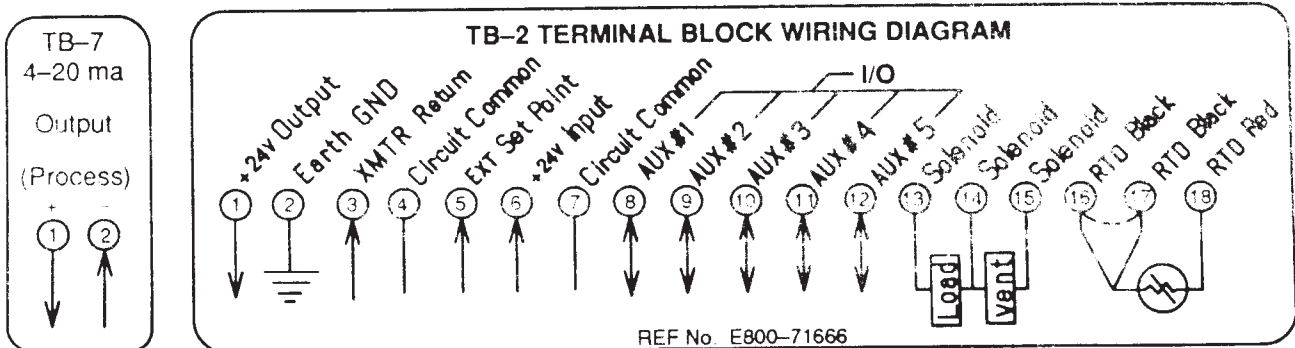 TB–7
4–20 ma
Output
(Process)
+ –
1 2
TB–2 TERMINAL BLOCK WIRING DIAGRAM
I/O
+24v Output
Earth GND
XMTR Return
Circuit Common
EXT Set Point
+24v Input
Circuit Common
AUX #1
AUX # 2
AUX # 3
AUX # 4
AUX # 5
Solenoid
Solenoid
Solenoid
RTD Black
RTD Black
RTD Red
1 2 3 4 5 6 7 8 9 10 11 12 13 14 15 16 17 18
Load
Vent
REF No. E800–71666